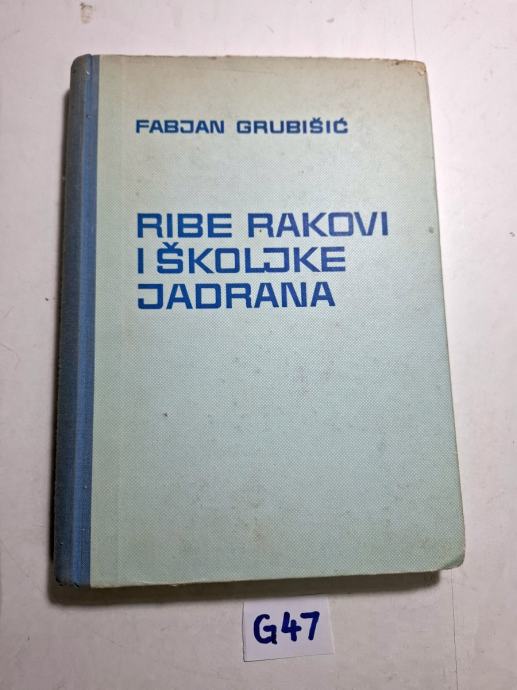 FABJAN GRUBIŠIĆ
RIBE RAKOVI
I ŠKOLJKE
JADRANA
G47